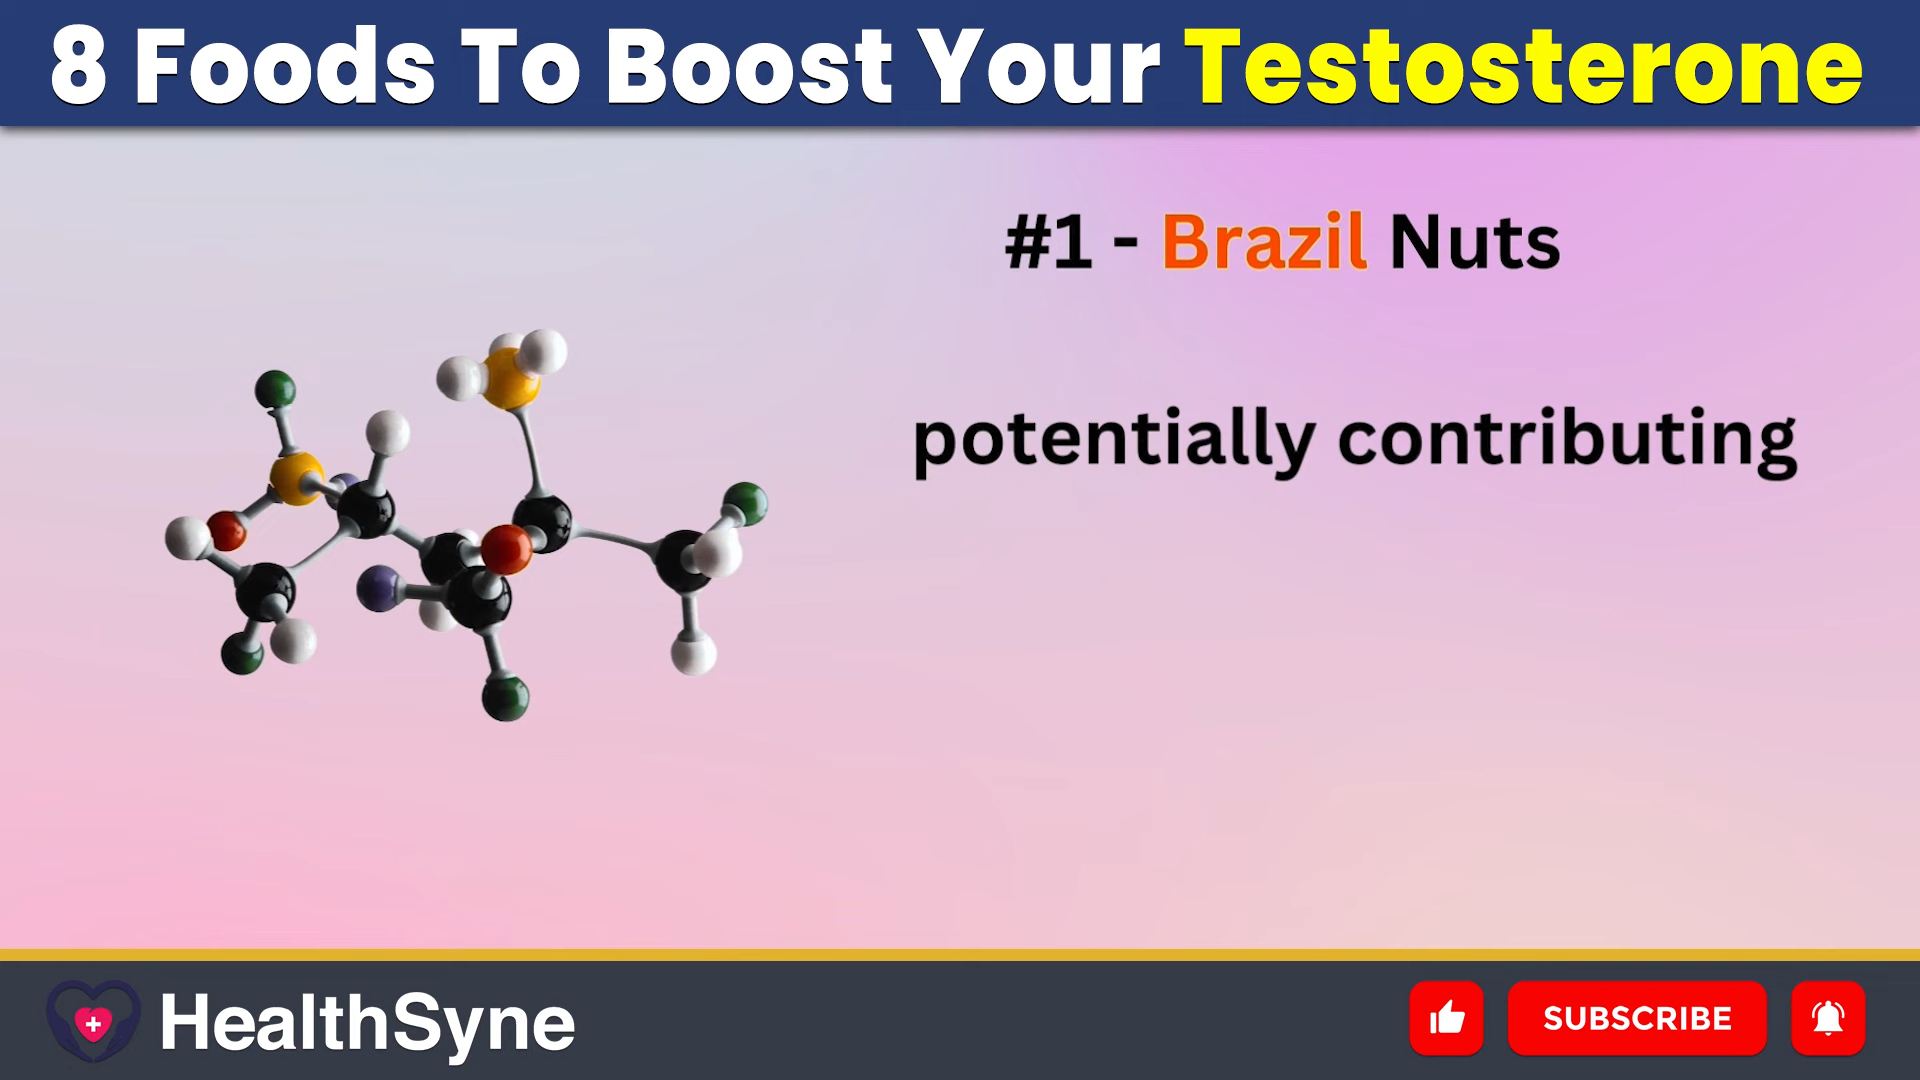 8 Foods To Boost Your Testosterone
#1 - Brazil Nuts
potentially contributing
HealthSyne
SUBSCRIBE